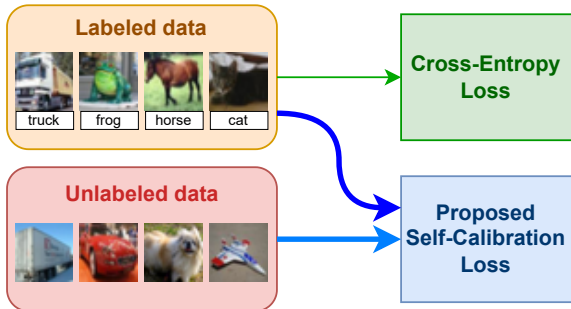 Labeled data
truck
frog
horse
cat
Cross-Entropy
Loss
Unlabeled data
Proposed
Self-Calibration
Loss